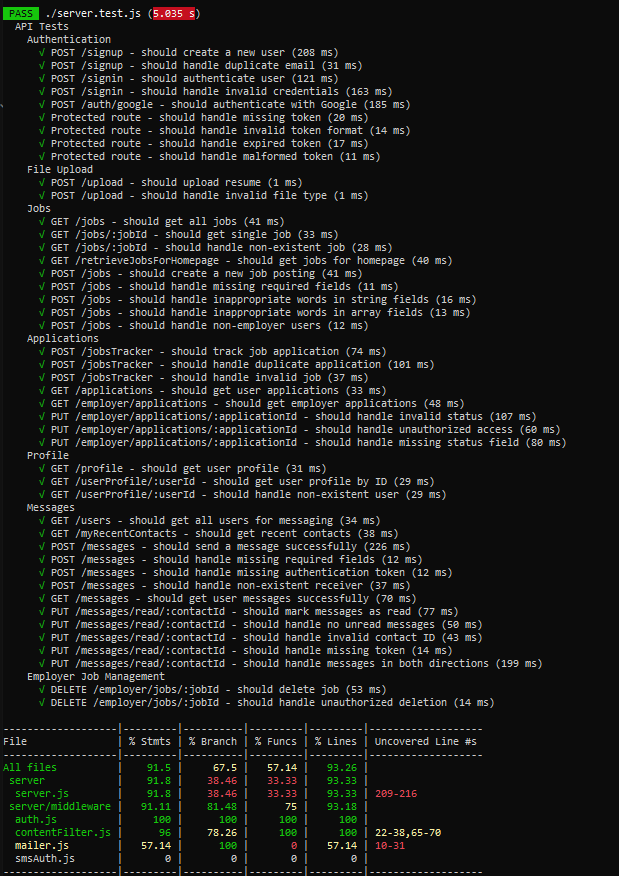 PASS ./server.test.js (5.035 s)
API Tests
Authentication
√ POST /signup - should create a new user (208 ms)
√ POST /signup - should handle duplicate email (31 ms)
√ POST /signin - should authenticate user (121 ms)
√ POST /signin - should handle invalid credentials (163 ms)
√ POST /auth/google - should authenticate with Google (185 ms)
√ Protected route - should handle missing token (20 ms)
√ Protected route - should handle invalid token format (14 ms)
√ Protected route - should handle expired token (17 ms)
√ Protected route - should handle malformed token (11 ms)
File Upload
√ POST /upload - should upload resume (1 ms)
√ POST /upload - should handle invalid file type (1 ms)
Jobs
√ GET /jobs - should get all jobs (41 ms)
√ GET /jobs/:jobId - should get single job (33 ms)
√ GET /jobs/:jobId - should handle non-existent job (28 ms)
√ GET /retrieveJobsForHomepage - should get jobs for homepage (40 ms)
√ POST /jobs - should create a new job posting (41 ms)
√ POST /jobs - should handle missing required fields (11 ms)
√ POST /jobs - should handle inappropriate words in string fields (16 ms)
√ POST /jobs - should handle inappropriate words in array fields (13 ms)
√ POST /jobs - should handle non-employer users (12 ms)
Applications
√ POST /jobsTracker - should track job application (74 ms)
√ POST /jobsTracker - should handle duplicate application (101 ms)
√ POST /jobsTracker - should handle invalid job (37 ms)
√ GET /applications - should get user applications (33 ms)
√ GET /employer/applications - should get employer applications (48 ms)
√ PUT /employer/applications/:applicationId - should handle invalid status (107 ms)
√ PUT /employer/applications/:applicationId - should handle unauthorized access (60 ms)
√ PUT /employer/applications/:applicationId - should handle missing status field (80 ms)
Profile
√ GET /profile - should get user profile (31 ms)
√ GET /userProfile/:userId - should get user profile by ID (29 ms)
√ GET /userProfile/:userId - should handle non-existent user (29 ms)
Messages
√ GET /users - should get all users for messaging (34 ms)
√ GET /myRecentContacts - should get recent contacts (38 ms)
√ POST /messages - should send a message successfully (226 ms)
√ POST /messages - should handle missing required fields (12 ms)
√ POST /messages - should handle missing authentication token (12 ms)
√ POST /messages - should handle non-existent receiver (37 ms)
√ GET /messages - should get user messages successfully (70 ms)
√ PUT /messages/read/:contactId - should mark messages as read (77 ms)
√ PUT /messages/read/:contactId - should handle no unread messages (50 ms)
√ PUT /messages/read/:contactId - should handle invalid contact ID (43 ms)
√ PUT /messages/read/:contactId - should handle missing token (14 ms)
√ PUT /messages/read/:contactId - should handle messages in both directions (199 ms)
Employer Job Management
√ DELETE /employer/jobs/:jobId - should delete job (53 ms)
√ DELETE /employer/jobs/:jobId - should handle unauthorized deletion (14 ms)
------------------|---------|----------|---------|---------|-------------------
File              | % Stmts | % Branch | % Funcs | % Lines | Uncovered Line #s
------------------|---------|----------|---------|---------|-------------------
All files         |    91.5 |     67.5 |   57.14 |   93.26 |
server           |    91.8 |    38.46 |   33.33 |   93.33 |
server.js       |    91.8 |    38.46 |   33.33 |   93.33 | 209-216
server/middleware |   91.11 |    81.48 |      75 |   93.18 |
auth.js         |     100 |      100 |     100 |     100 |
contentFilter.js |      96 |    78.26 |     100 |     100 | 22-38,65-70
mailer.js       |   57.14 |      100 |       0 |   57.14 | 10-31
smsAuth.js      |       0 |        0 |       0 |       0 |
------------------|---------|----------|---------|---------|-------------------